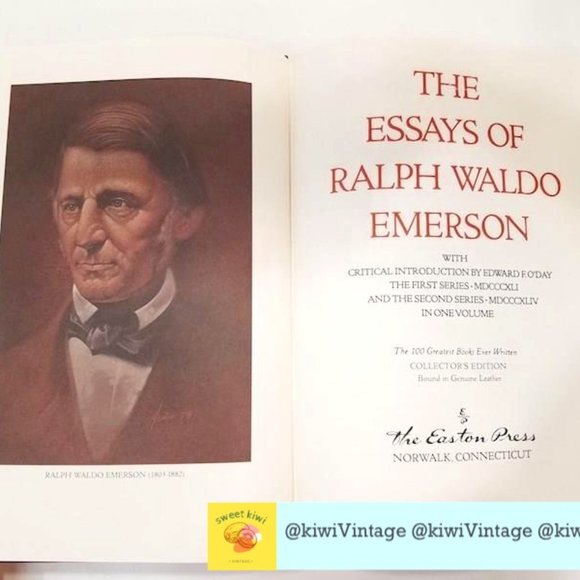 THE
ESSAYS OF
RALPH WALDO
EMERSON
WITH
CRITICAL INTRODUCTION BY EDWARD F. O'DAY
THE FIRST SERIES · MDCCCXLI
AND THE SECOND SERIES · MDCCCXLIV
IN ONE VOLUME
The 100 Greatest Books Ever Written
COLLECTOR'S EDITION
Bound in Genuine Leather
E/P
The Easton Press
NORWALK, CONNECTICUT
RALPH WALDO EMERSON (1803-1882)
sweet kiwi
VINTAGE
@kiwiVintage @kiwiVintage @kiw